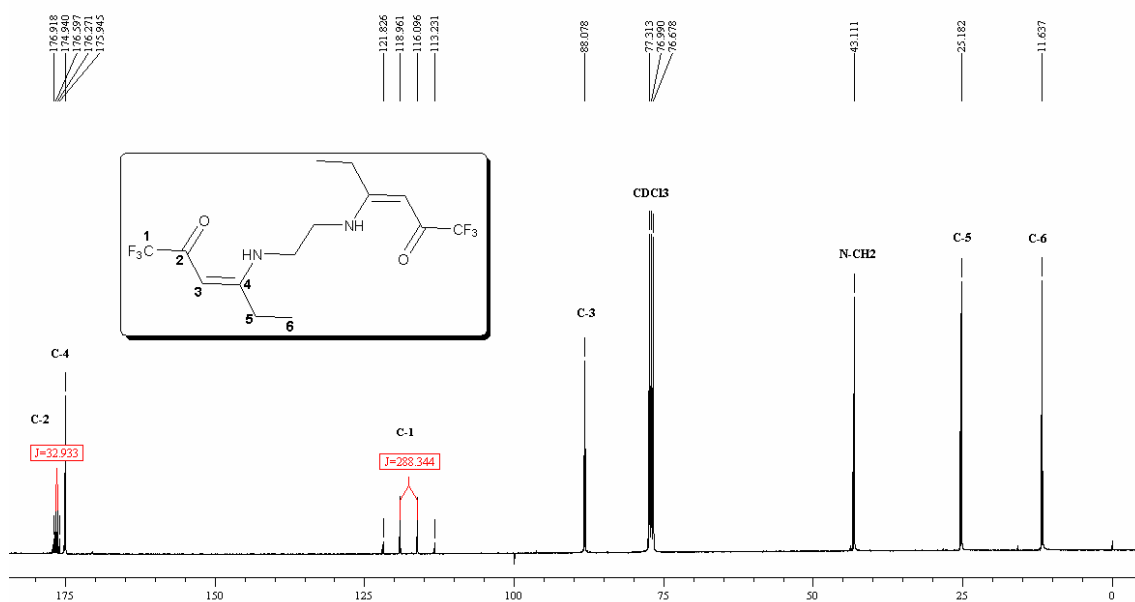 176.918
174.940
176.597
176.271
175.945
121.826
118.961
116.096
113.231
88.078
77.313
76.990
76.678
43.111
25.182
11.637
F3C
1
O
2
3
4
HN
5
6
NH
O
CF3
CDCl3
C-5
C-6
N-CH2
C-3
C-4
C-2
J=32.933
C-1
J=288.344
175 150 125 100 75 50 25 0